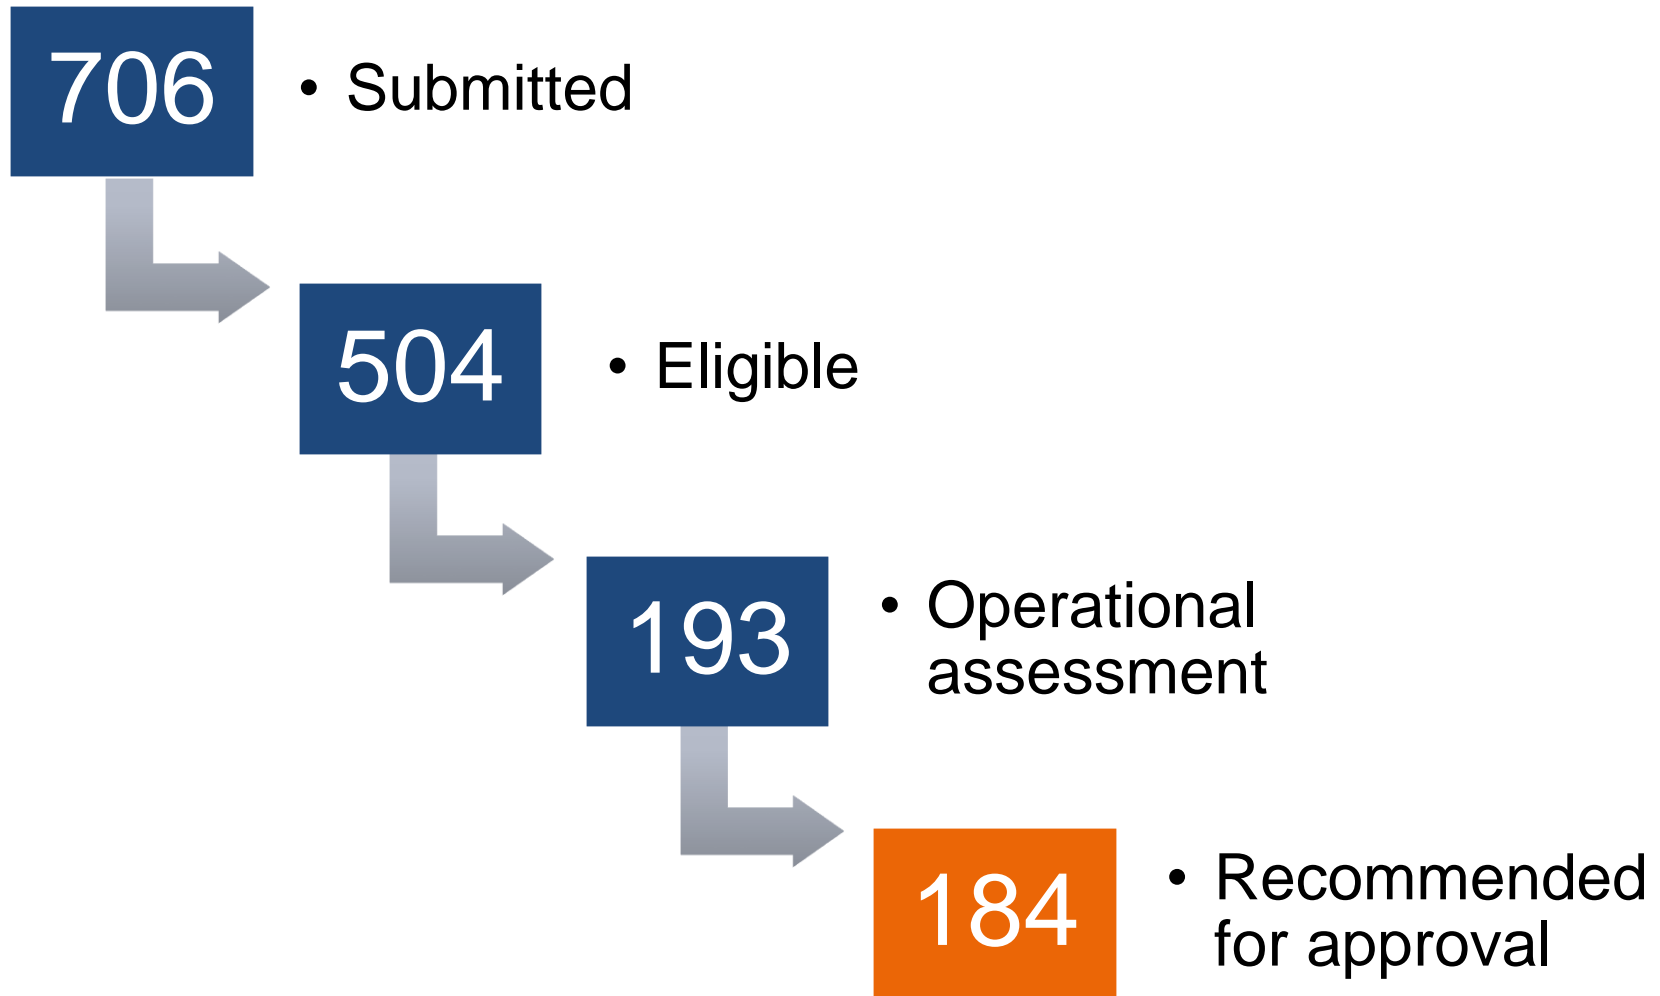 706
• Submitted
504
• Eligible
193
• Operational
assessment
184
• Recommended
for approval